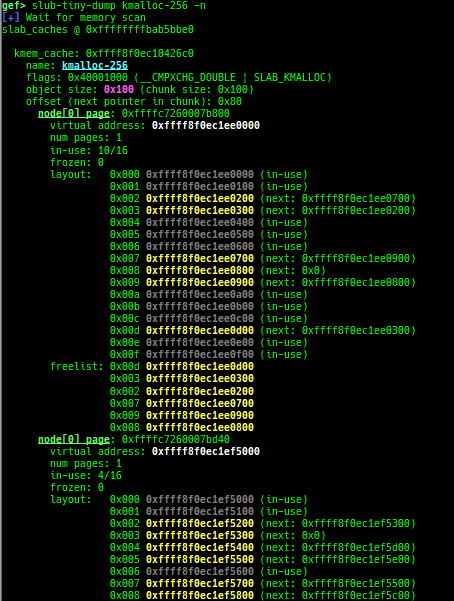 gef> slub-tiny-dump kmalloc-256 -n
[+] Wait for memory scan
slab_caches @ 0xffffffffbab5bbe0
kmem_cache: 0xffff8f0ec10426c0
name: kmalloc-256
flags: 0x40001000 (__CMPXCHG_DOUBLE | SLAB_KMALLOC)
object size: 0x100 (chunk size: 0x100)
offset (next pointer in chunk): 0x80
node[0] page: 0xffffc7260007b800
virtual address: 0xffff8f0ec1ee0000
num pages: 1
in-use: 10/16
frozen: 0
layout: 0x000 0xffff8f0ec1ee0000 (in-use)
0x001 0xffff8f0ec1ee0100 (in-use)
0x002 0xffff8f0ec1ee0200 (next: 0xffff8f0ec1ee0700)
0x003 0xffff8f0ec1ee0300 (next: 0xffff8f0ec1ee0200)
0x004 0xffff8f0ec1ee0400 (in-use)
0x005 0xffff8f0ec1ee0500 (in-use)
0x006 0xffff8f0ec1ee0600 (in-use)
0x007 0xffff8f0ec1ee0700 (next: 0xffff8f0ec1ee0900)
0x008 0xffff8f0ec1ee0800 (next: 0x0)
0x009 0xffff8f0ec1ee0900 (next: 0xffff8f0ec1ee0800)
0x00a 0xffff8f0ec1ee0a00 (in-use)
0x00b 0xffff8f0ec1ee0b00 (in-use)
0x00c 0xffff8f0ec1ee0c00 (in-use)
0x00d 0xffff8f0ec1ee0d00 (next: 0xffff8f0ec1ee0300)
0x00e 0xffff8f0ec1ee0e00 (in-use)
0x00f 0xffff8f0ec1ee0f00 (in-use)
freelist: 0x00d 0xffff8f0ec1ee0d00
0x003 0xffff8f0ec1ee0300
0x002 0xffff8f0ec1ee0200
0x007 0xffff8f0ec1ee0700
0x009 0xffff8f0ec1ee0900
0x008 0xffff8f0ec1ee0800
node[0] page: 0xffffc7260007bd40
virtual address: 0xffff8f0ec1ef5000
num pages: 1
in-use: 4/16
frozen: 0
layout: 0x000 0xffff8f0ec1ef5000 (in-use)
0x001 0xffff8f0ec1ef5100 (in-use)
0x002 0xffff8f0ec1ef5200 (next: 0xffff8f0ec1ef5300)
0x003 0xffff8f0ec1ef5300 (next: 0x0)
0x004 0xffff8f0ec1ef5400 (next: 0xffff8f0ec1ef5d00)
0x005 0xffff8f0ec1ef5500 (next: 0xffff8f0ec1ef5e00)
0x006 0xffff8f0ec1ef5600 (in-use)
0x007 0xffff8f0ec1ef5700 (next: 0xffff8f0ec1ef5500)
0x008 0xffff8f0ec1ef5800 (next: 0xffff8f0ec1ef5c00)